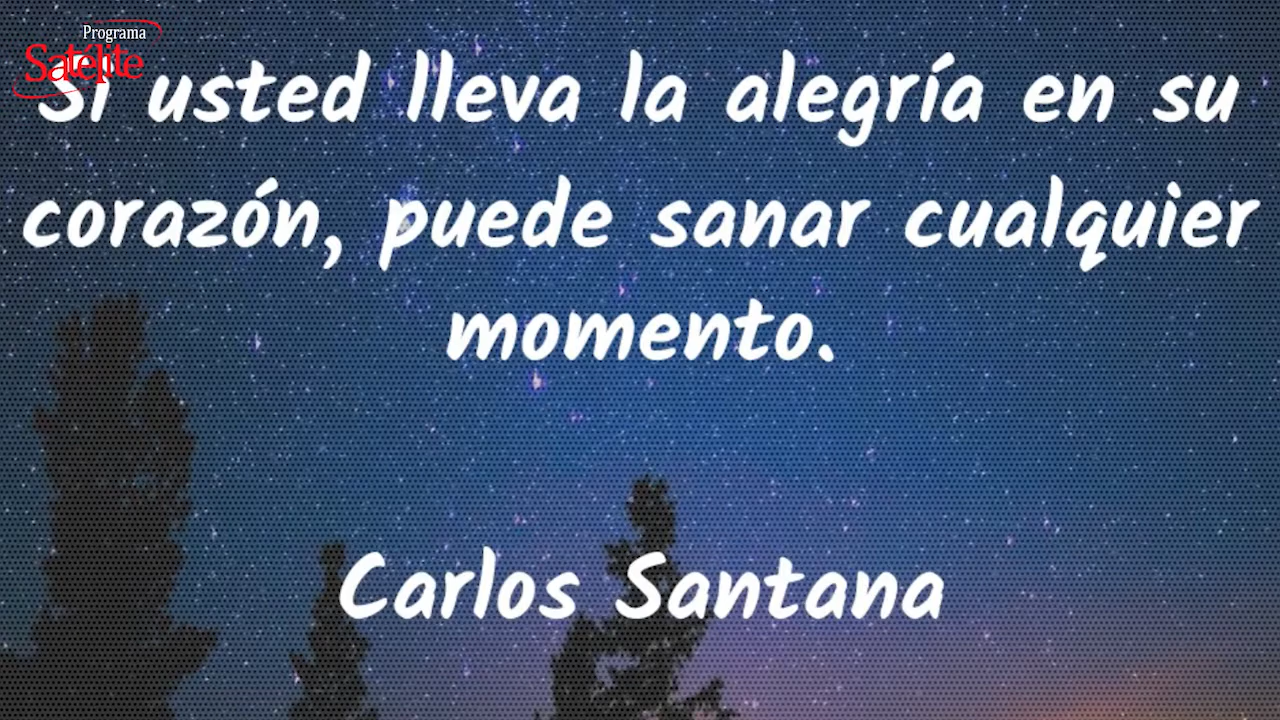 Programa
Satélite
Si usted lleva la alegría en su
corazón, puede sanar cualquier
momento.
Carlos Santana